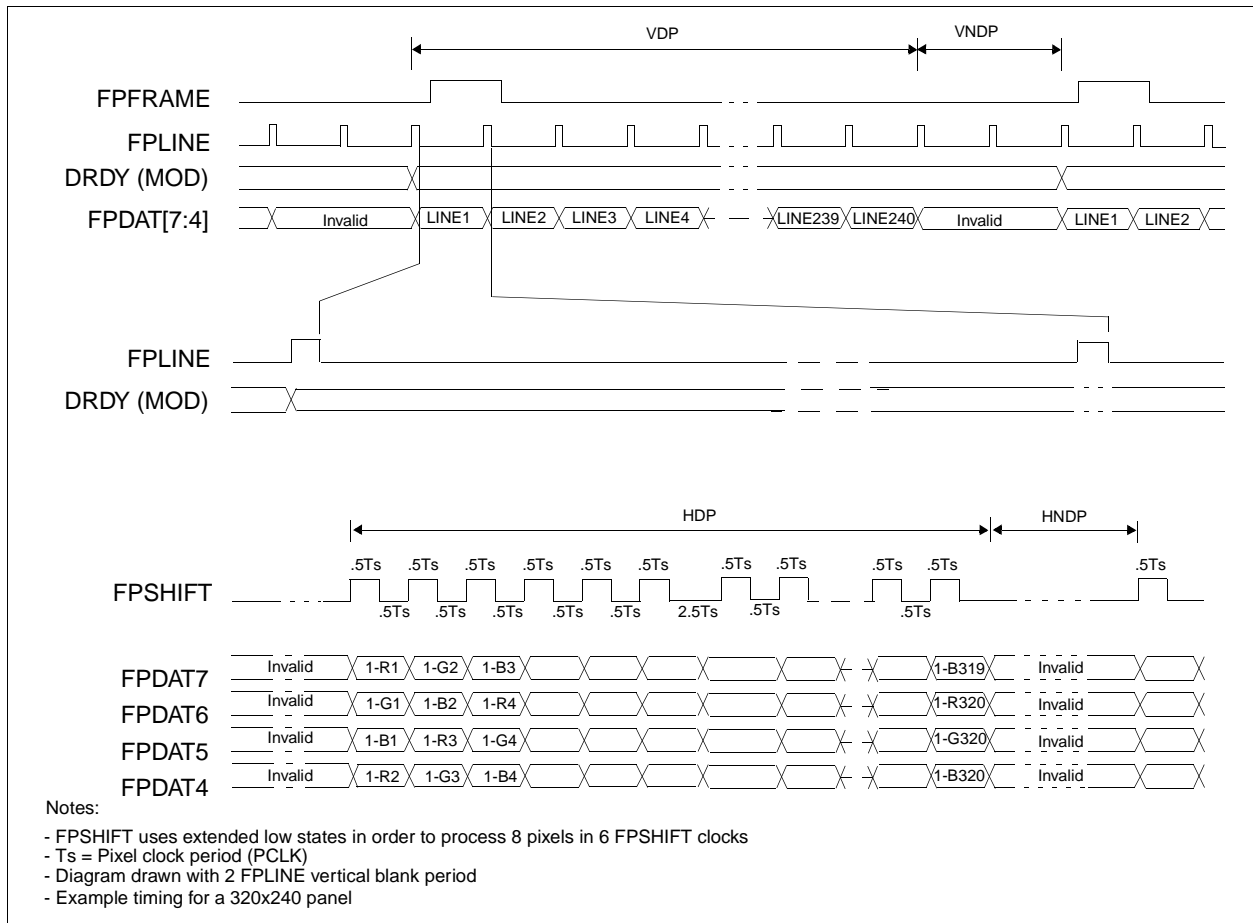 VDP VNDP
FPFRAME
FPLINE
DRDY (MOD)
FPDAT[7:4] Invalid LINE1 LINE2 LINE3 LINE4 LINE239 LINE240 Invalid LINE1 LINE2
FPLINE
DRDY (MOD)
HDP HNDP
.5Ts .5Ts .5Ts .5Ts .5Ts .5Ts .5Ts .5Ts .5Ts .5Ts .5Ts
FPSHIFT
.5Ts .5Ts .5Ts .5Ts .5Ts 2.5Ts .5Ts .5Ts
FPDAT7 Invalid 1-R1 1-G2 1-B3 1-B319 Invalid
FPDAT6 Invalid 1-G1 1-B2 1-R4 1-R320 Invalid
FPDAT5 Invalid 1-B1 1-R3 1-G4 1-G320 Invalid
FPDAT4 Invalid 1-R2 1-G3 1-B4 1-B320 Invalid
Notes:
- FPSHIFT uses extended low states in order to process 8 pixels in 6 FPSHIFT clocks
- Ts = Pixel clock period (PCLK)
- Diagram drawn with 2 FPLINE vertical blank period
- Example timing for a 320x240 panel